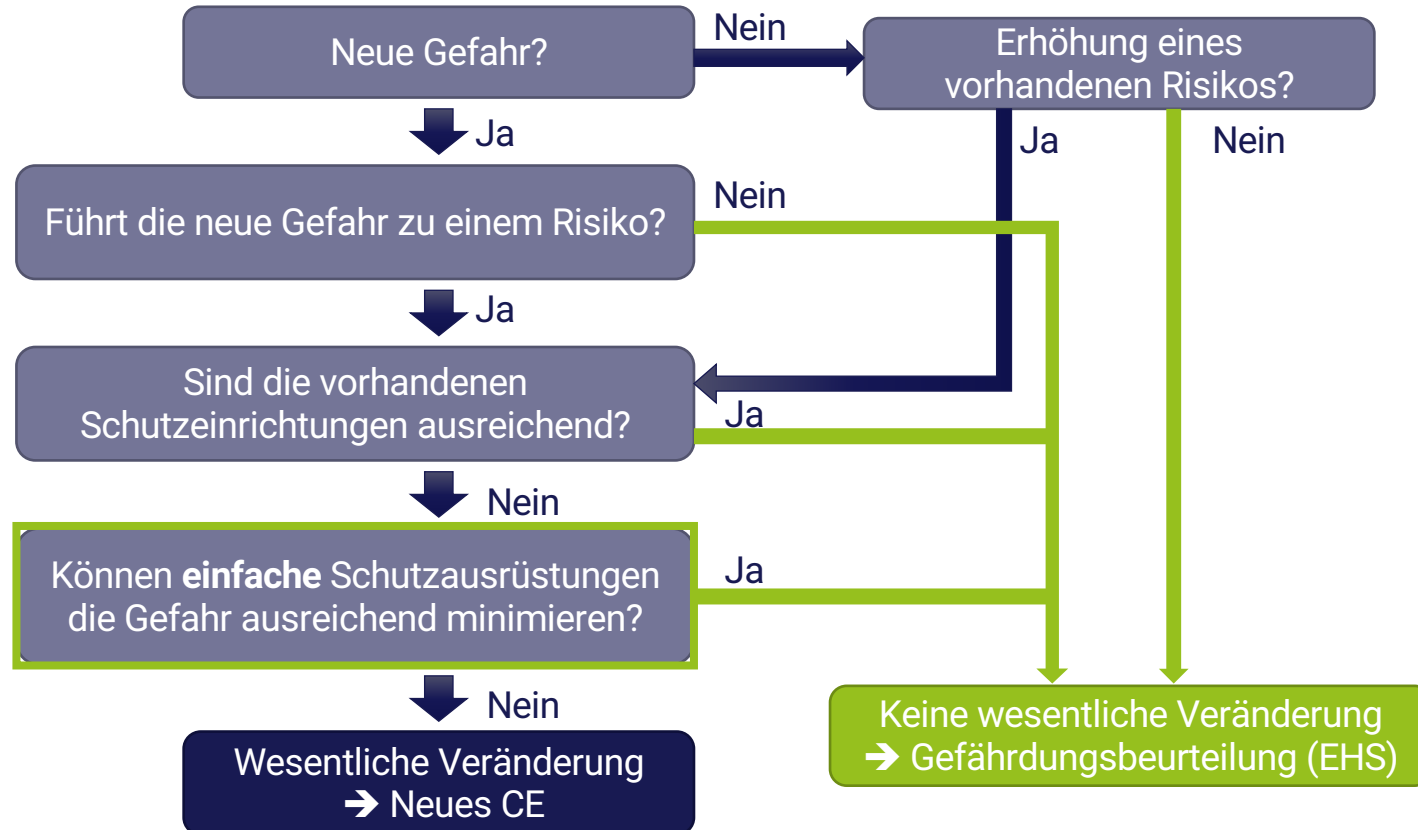 Neue Gefahr?
Nein
Erhöhung eines
vorhandenen Risikos?
Ja
Ja
Nein
Führt die neue Gefahr zu einem Risiko?
Nein
Ja
Sind die vorhandenen
Schutzeinrichtungen ausreichend?
Ja
Nein
Können einfache Schutzausrüstungen
die Gefahr ausreichend minimieren?
Ja
Nein
Wesentliche Veränderung
➔ Neues CE
Keine wesentliche Veränderung
➔ Gefährdungsbeurteilung (EHS)